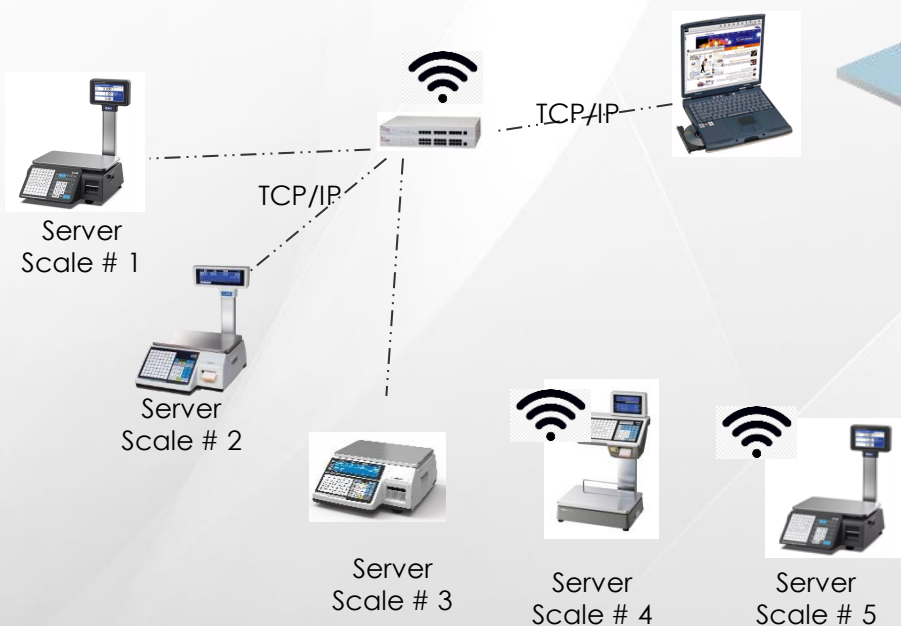 TCP/IP
TCP/IP
Server
Scale # 1
Server
Scale # 2
Server
Scale # 3
Server
Scale # 4
Server
Scale # 5